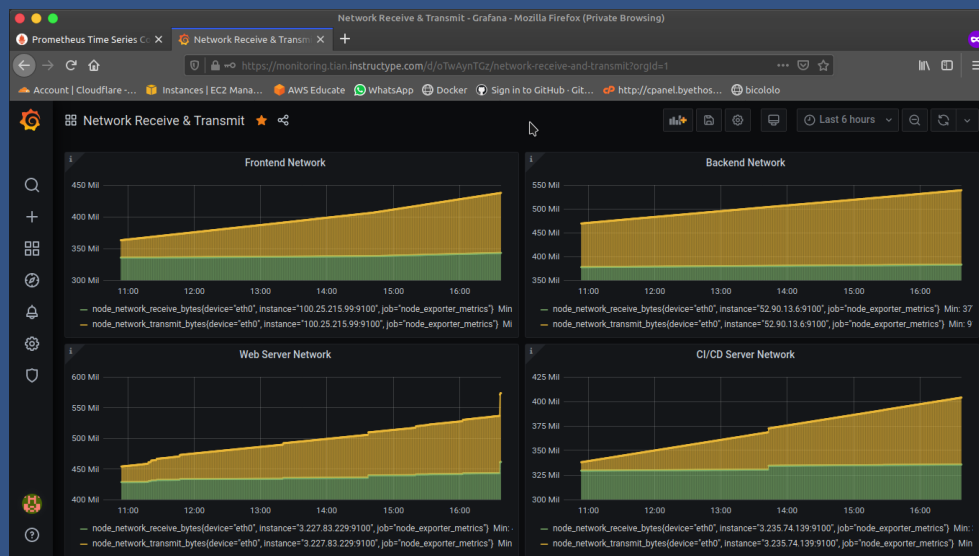 Network Receive & Transmit - Grafana - Mozilla Firefox (Private Browsing)
Prometheus Time Series Co
Network Receive & Transm
https://monitoring.tian.instructype.com/d/oTwAynTGz/network-receive-and-transmit?orgId=1
Account | Cloudflare -...
Instances | EC2 Mana...
AWS Educate
WhatsApp
Docker
Sign in to GitHub · Git...
http://cpanel.byethos...
bicololo
Network Receive & Transmit
Last 6 hours
Frontend Network
450 Mil
400 Mil
350 Mil
300 Mil
11:00 12:00 13:00 14:00 15:00 16:00
node_network_receive_bytes{device="eth0", instance="100.25.215.99:9100", job="node_exporter_metrics"} Min
node_network_transmit_bytes{device="eth0", instance="100.25.215.99:9100", job="node_exporter_metrics"} Mi
Backend Network
550 Mil
500 Mil
450 Mil
400 Mil
350 Mil
11:00 12:00 13:00 14:00 15:00 16:00
node_network_receive_bytes{device="eth0", instance="52.90.13.6:9100", job="node_exporter_metrics"} Min: 37
node_network_transmit_bytes{device="eth0", instance="52.90.13.6:9100", job="node_exporter_metrics"} Min: 9
Web Server Network
600 Mil
550 Mil
500 Mil
450 Mil
400 Mil
11:00 12:00 13:00 14:00 15:00 16:00
node_network_receive_bytes{device="eth0", instance="3.227.83.229:9100", job="node_exporter_metrics"} Min:
node_network_transmit_bytes{device="eth0", instance="3.227.83.229:9100", job="node_exporter_metrics"} Min
CI/CD Server Network
425 Mil
400 Mil
375 Mil
350 Mil
325 Mil
300 Mil
11:00 12:00 13:00 14:00 15:00 16:00
node_network_receive_bytes{device="eth0", instance="3.235.74.139:9100", job="node_exporter_metrics"} Min:
node_network_transmit_bytes{device="eth0", instance="3.235.74.139:9100", job="node_exporter_metrics"} Min